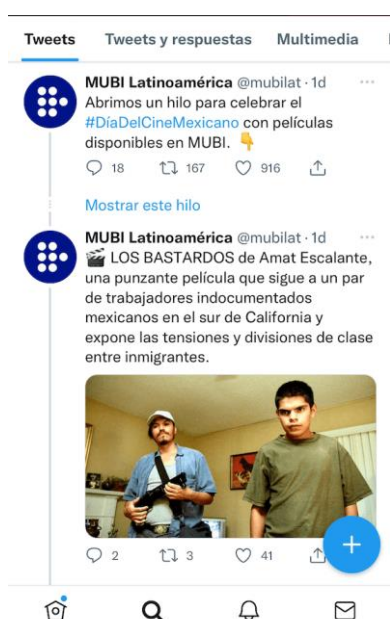 Tweets Tweets y respuestas Multimedia
MUBI Latinoamérica @mubilat · 1d
Abrimos un hilo para celebrar el
#DíaDelCineMexicano con películas
disponibles en MUBI. 👇
18 167 916
Mostrar este hilo
MUBI Latinoamérica @mubilat · 1d
🎬 LOS BASTARDOS de Amat Escalante,
una punzante película que sigue a un par
de trabajadores indocumentados
mexicanos en el sur de California y
expone las tensiones y divisiones de clase
entre inmigrantes.
2 3 41